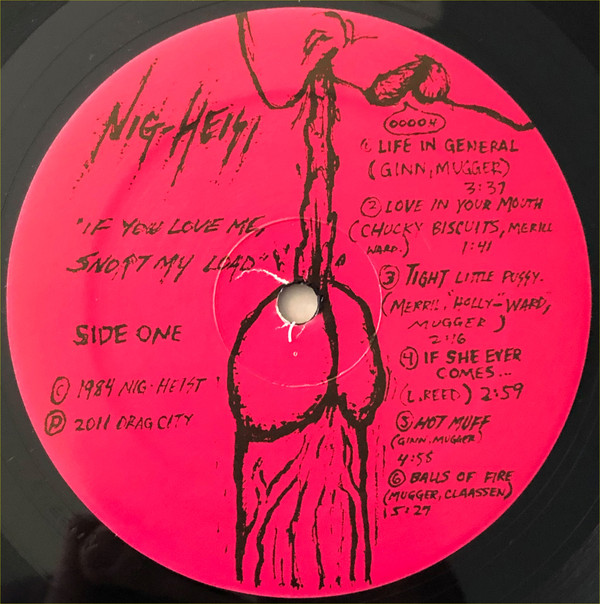 NIG-HEIST
"IF YOU LOVE ME,
SNORT MY LOAD"
SIDE ONE
© 1984 NIG-HEIST
℗ 2011 DRAG CITY
00004
① LIFE IN GENERAL
(GINN, MUGGER)
3:37
② LOVE IN YOUR MOUTH
(CHUCKY BISCUITS, MERRILL
WARD.) 1:41
③ TIGHT LITTLE PUSSY.
(MERRIL "HOLLY-" WARD,
MUGGER)
2:16
④ IF SHE EVER
COMES...
(L.REED) 2:59
⑤ HOT MUFF
(GINN, MUGGER)
4:55
⑥ BALLS OF FIRE
(MUGGER, CLAASSEN)
5:27